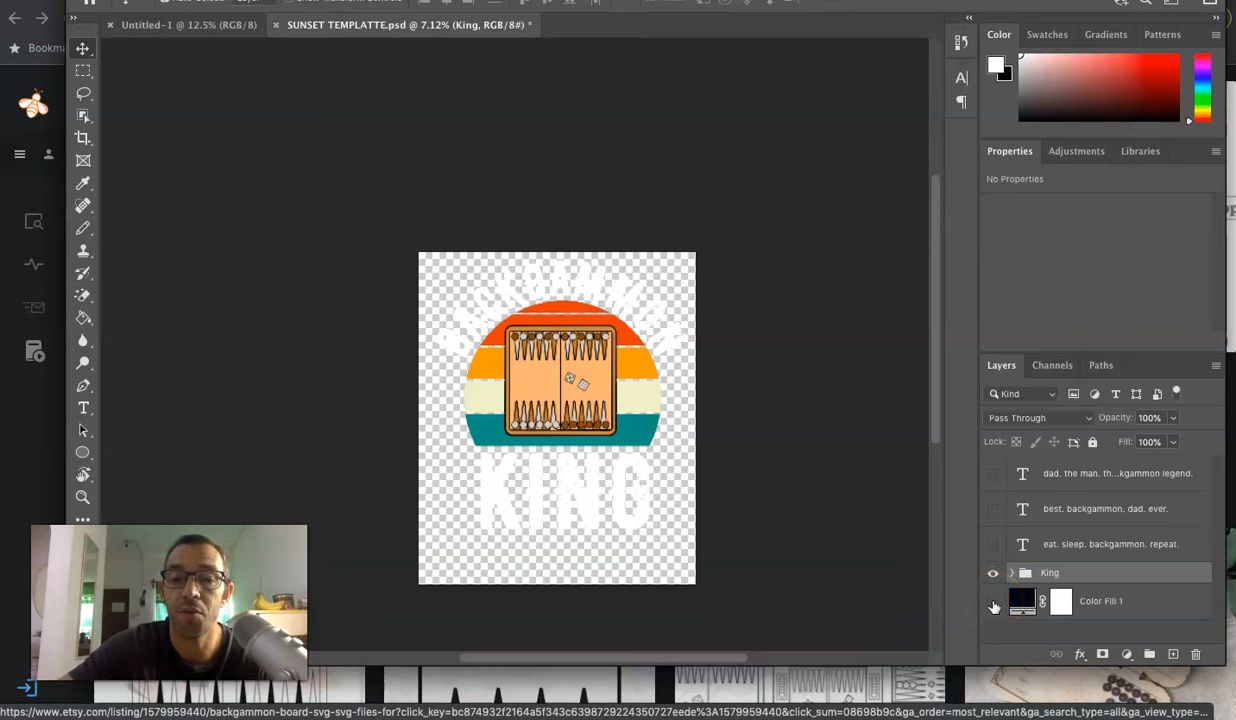 Untitled-1 @ 12.5% (RGB/8)
SUNSET TEMPLATTE.psd @ 7.12% (King, RGB/8#) *
Bookma
Color
Swatches
Gradients
Patterns
Properties
Adjustments
Libraries
No Properties
BACKGAMMON
KING
Layers
Channels
Paths
Kind
Pass Through
Opacity: 100%
Lock:
Fill: 100%
dad. the man. th...kgammon legend.
best. backgammon. dad. ever.
eat. sleep. backgammon. repeat.
King
Color Fill 1
https://www.etsy.com/listing/1579959440/backgammon-board-svg-svg-files-for?click_key=bc874932f2164a5f343c6398729224350727eede%3A1579959440&click_sum=08698b9c&ga_order=most_relevant&ga_search_type=all&ga_view_type=...